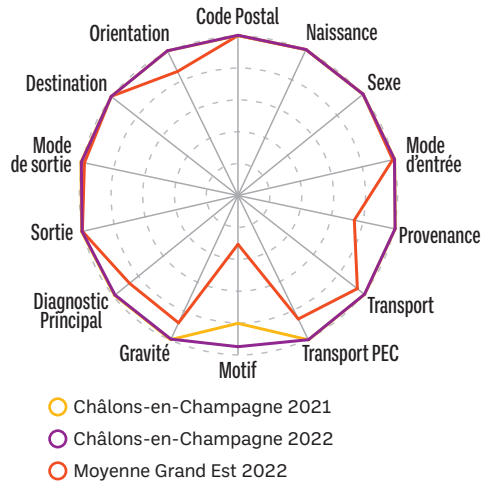 Code Postal
Naissance
Sexe
Mode
d'entrée
Provenance
Transport
Transport PEC
Motif
Gravité
Diagnostic
Principal
Sortie
Mode
de sortie
Destination
Orientation
Châlons-en-Champagne 2021
Châlons-en-Champagne 2022
Moyenne Grand Est 2022